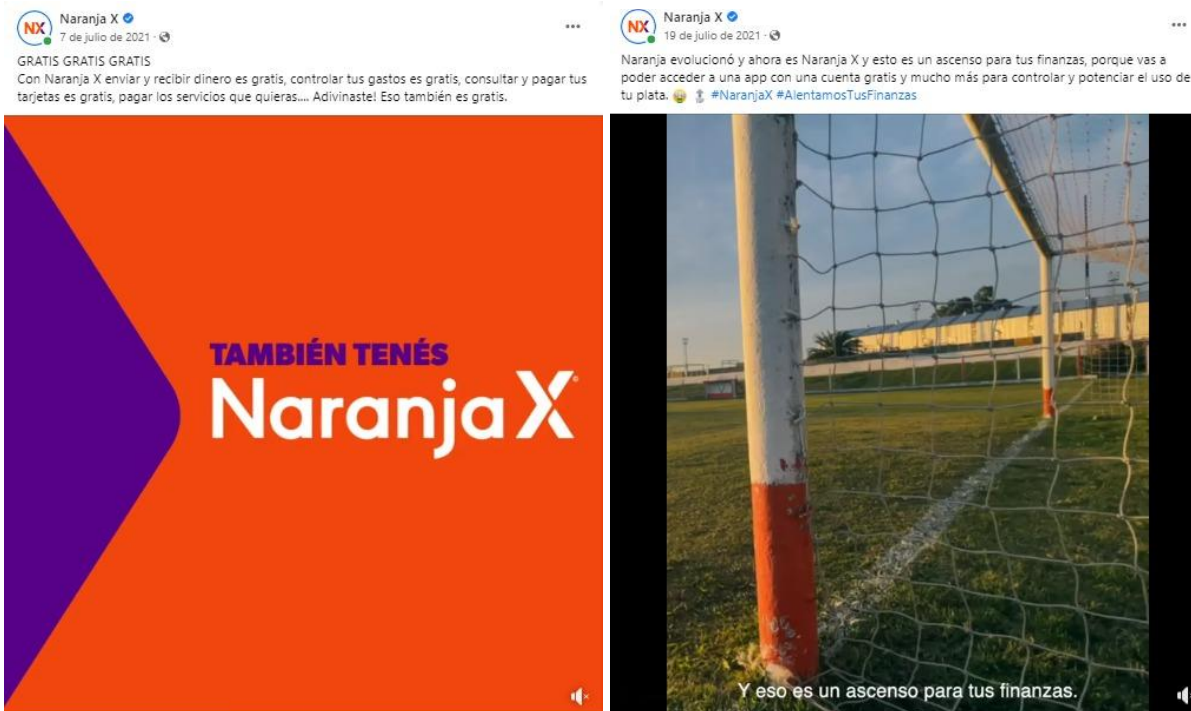 NX
Naranja X
7 de julio de 2021 ·
GRATIS GRATIS GRATIS
Con Naranja X enviar y recibir dinero es gratis, controlar tus gastos es gratis, consultar y pagar tus
tarjetas es gratis, pagar los servicios que quieras.... Adivinaste! Eso también es gratis.
TAMBIÉN TENÉS
Naranja X
NX
Naranja X
19 de julio de 2021 ·
Naranja evolucionó y ahora es Naranja X y esto es un ascenso para tus finanzas, porque vas a
poder acceder a una app con una cuenta gratis y mucho más para controlar y potenciar el uso de
tu plata. #NaranjaX #AlentamosTusFinanzas
Y eso es un ascenso para tus finanzas.